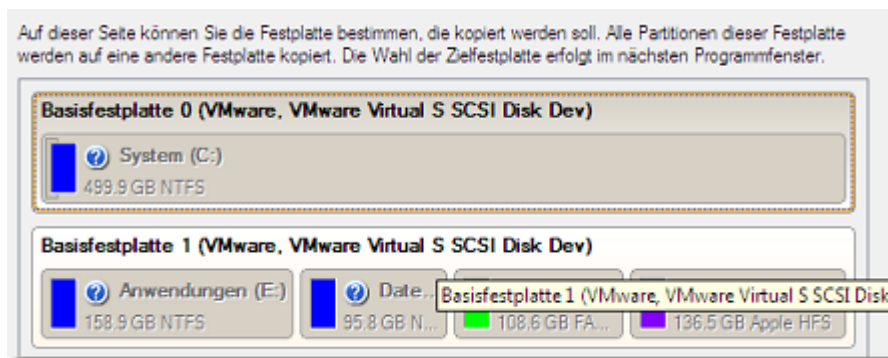 Auf dieser Seite können Sie die Festplatte bestimmen, die kopiert werden soll. Alle Partitionen dieser Festplatte
werden auf eine andere Festplatte kopiert. Die Wahl der Zielfestplatte erfolgt im nächsten Programmfenster.
Basisfestplatte 0 (VMware, VMware Virtual S SCSI Disk Dev)
System (C:)
499.9 GB NTFS
Basisfestplatte 1 (VMware, VMware Virtual S SCSI Disk Dev)
Anwendungen (E:)
158.9 GB NTFS
Date...
95.8 GB N...
Basisfestplatte 1 (VMware, VMware Virtual S SCSI Disk
108.6 GB FA...
136.5 GB Apple HFS